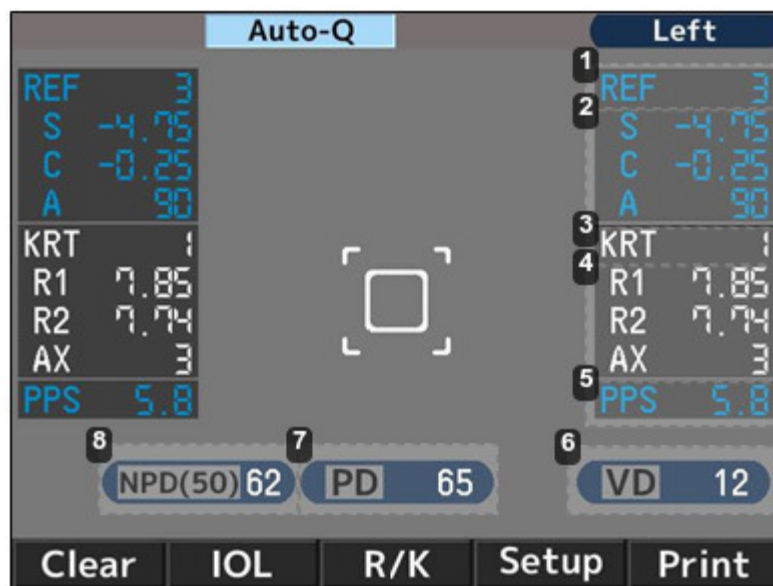 Auto-Q Left
1
REF 3 REF 3
2
S -4.75 S -4.75
C -0.25 C -0.25
A 90 A 90
3
KRT 1 KRT 1
4
R1 7.85 R1 7.85
R2 7.74 R2 7.74
AX 3 AX 3
5
PPS 5.8 PPS 5.8
8 7 6
NPD(50) 62 PD 65 VD 12
Clear IOL R/K Setup Print